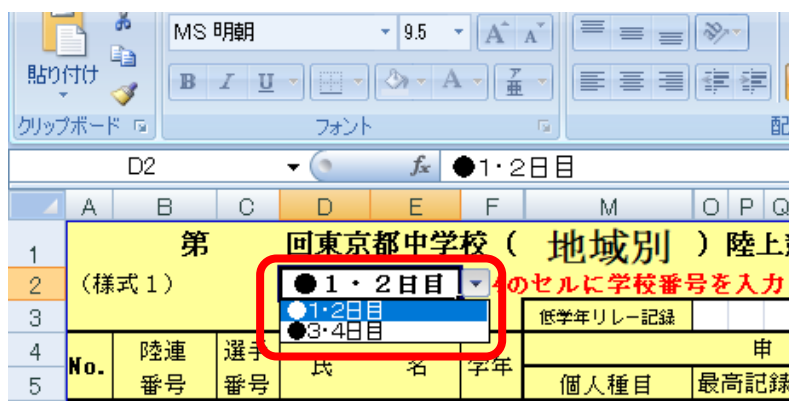 MS 明朝 9.5 A A
貼り付け B I U A ア亜
クリップボード フォント 配
D2 fx ●1・2日目
A B C D E F M O P Q
1 第 回東京都中学校（ 地域別 ）陸上
2 （様式１） ●１・２日目 のセルに学校番号を入力
●1・2日目
3 低学年リレー記録
●3・4日目
4 No. 陸連 選手 氏 名 学年 申
5 番号 番号 個人種目 最高記録